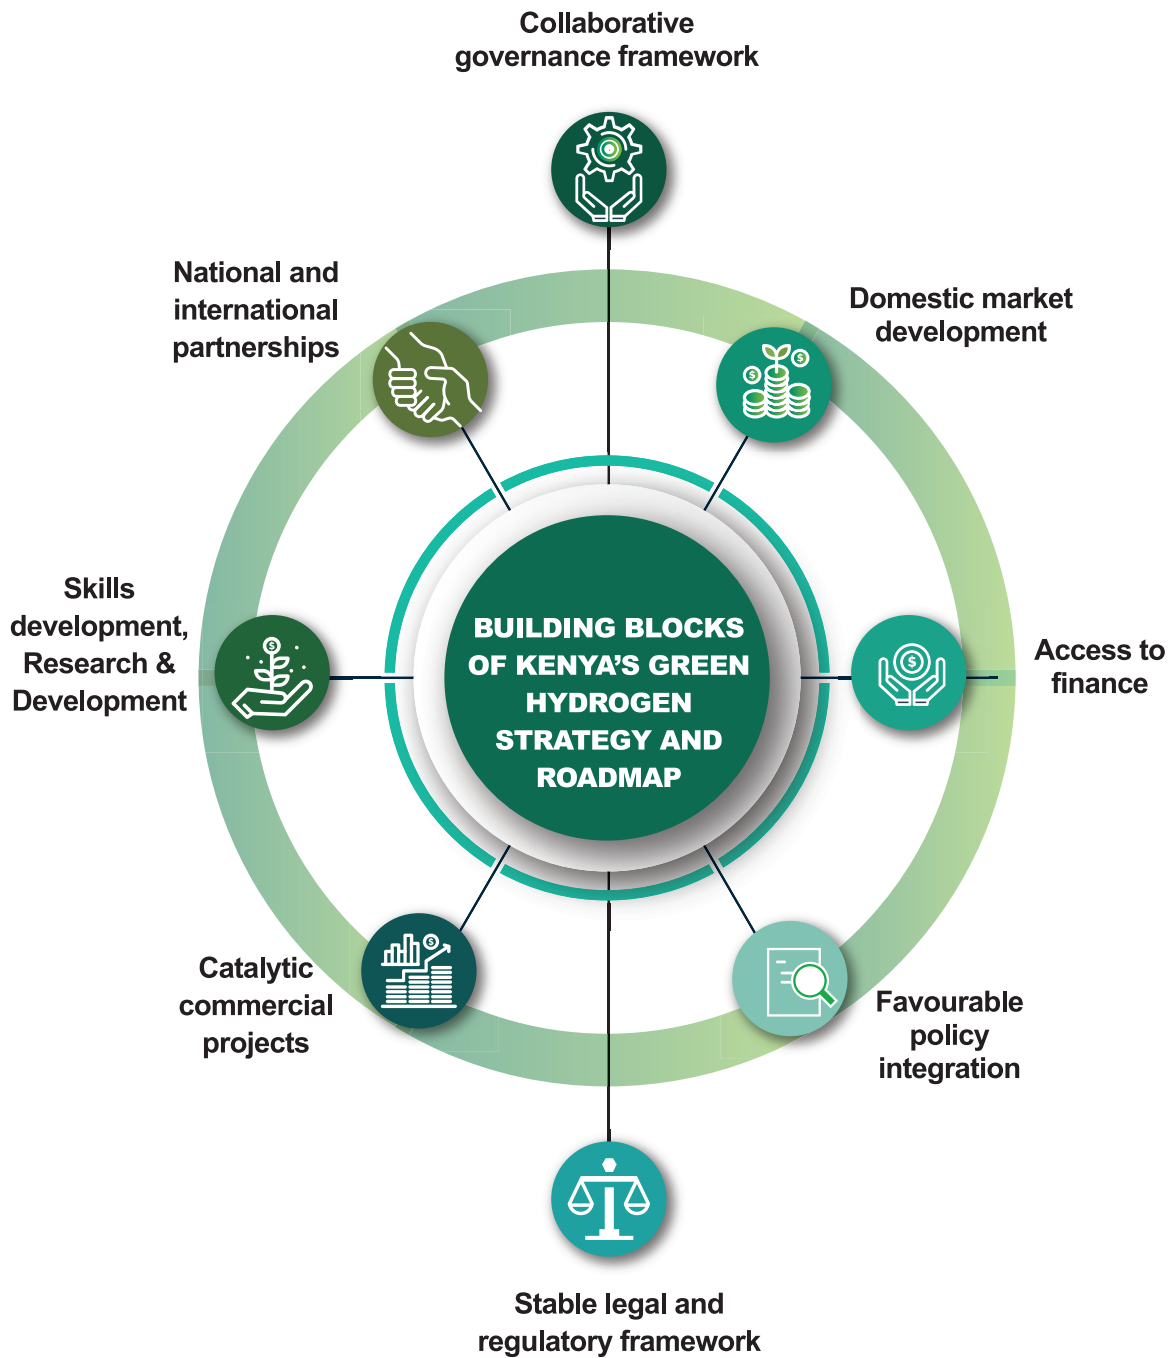 Collaborative
governance framework
National and
international
partnerships
Domestic market
development
Skills
development,
Research &
Development
BUILDING BLOCKS
OF KENYA’S GREEN
HYDROGEN
STRATEGY AND
ROADMAP
Access to
finance
Catalytic
commercial
projects
Favourable
policy
integration
Stable legal and
regulatory framework